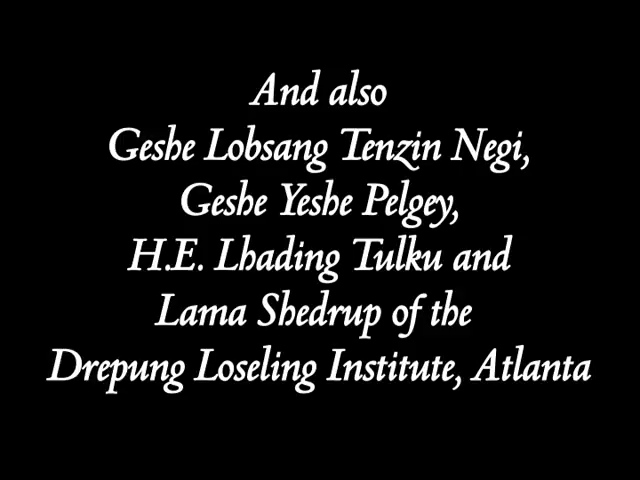 And also
Geshe Lobsang Tenzin Negi,
Geshe Yeshe Pelgey,
H.E. Lhading Tulku and
Lama Shedrup of the
Drepung Loseling Institute, Atlanta